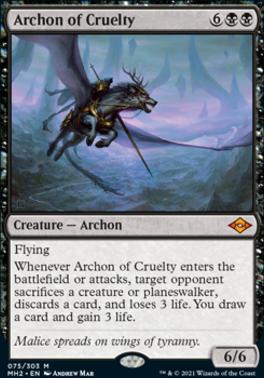 Archon of Cruelty 6
Creature — Archon
Flying
Whenever Archon of Cruelty enters the
battlefield or attacks, target opponent
sacrifices a creature or planeswalker,
discards a card, and loses 3 life. You draw
a card and gain 3 life.
Malice spreads on wings of tyranny.
6/6
075/303 M
MH2 • EN ANDREW MAR
™ & © 2021 Wizards of the Coast